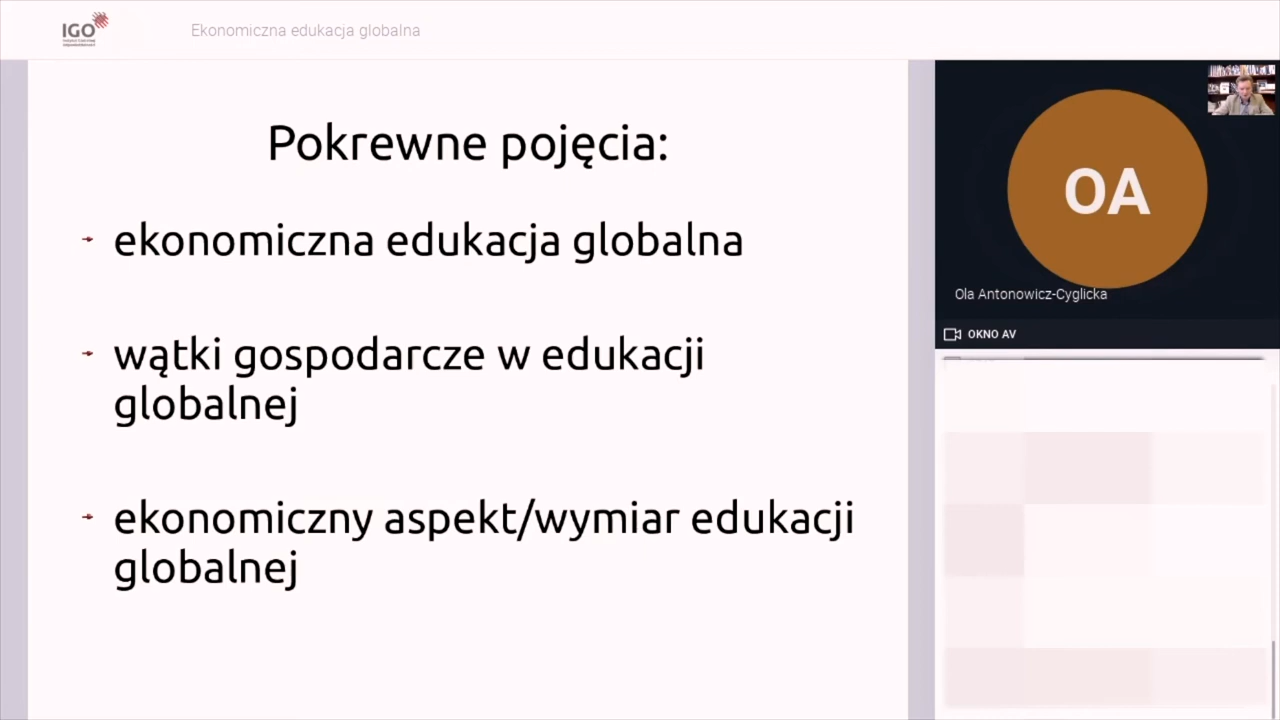 IGO
Ekonomiczna edukacja globalna
Pokrewne pojęcia:
ekonomiczna edukacja globalna
wątki gospodarcze w edukacji
globalnej
ekonomiczny aspekt/wymiar edukacji
globalnej
OA
Ola Antonowicz-Cyglicka
OKNO AV